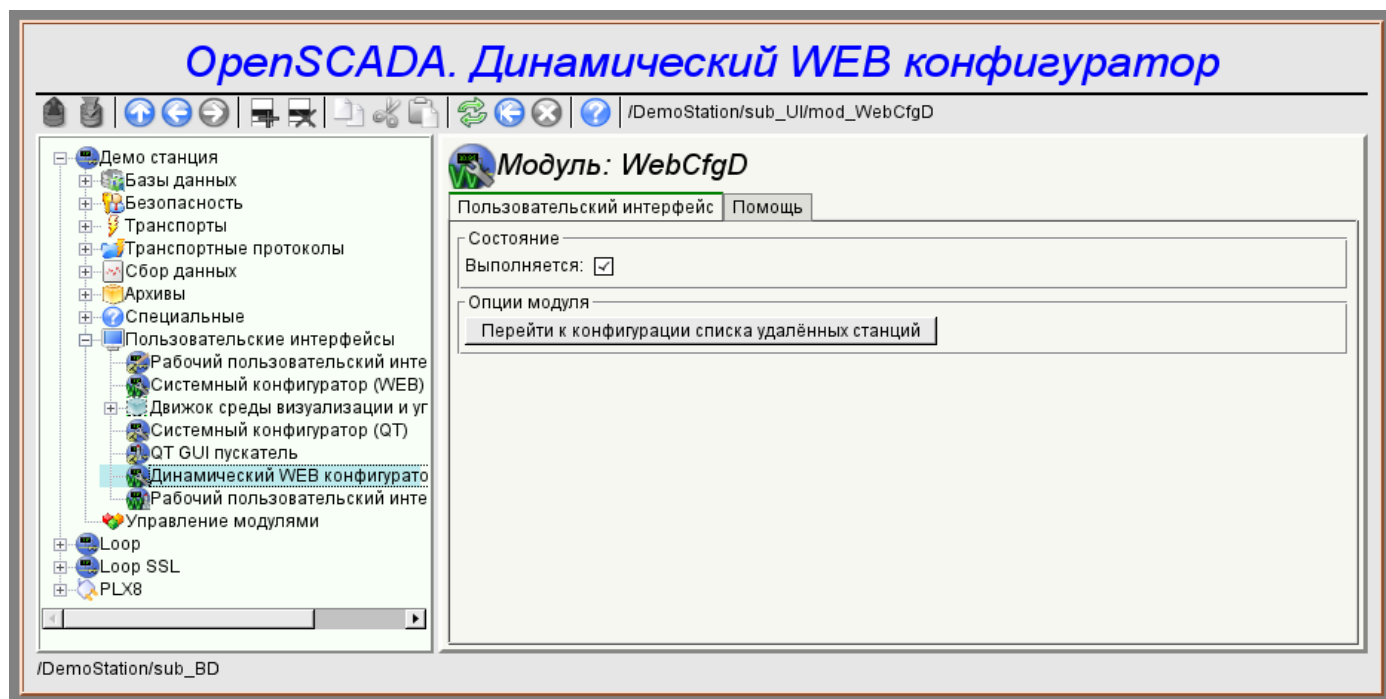 OpenSCADA. Динамический WEB конфигуратор
/DemoStation/sub_UI/mod_WebCfgD
Демо станция
Базы данных
Безопасность
Транспорты
Транспортные протоколы
Сбор данных
Архивы
Специальные
Пользовательские интерфейсы
Рабочий пользовательский инте
Системный конфигуратор (WEB)
Движок среды визуализации и уг
Системный конфигуратор (QT)
QT GUI пускатель
Динамический WEB конфигурато
Рабочий пользовательский инте
Управление модулями
Loop
Loop SSL
PLX8
Модуль: WebCfgD
Пользовательский интерфейс Помощь
Состояние
Выполняется:
Опции модуля
Перейти к конфигурации списка удалённых станций
/DemoStation/sub_BD